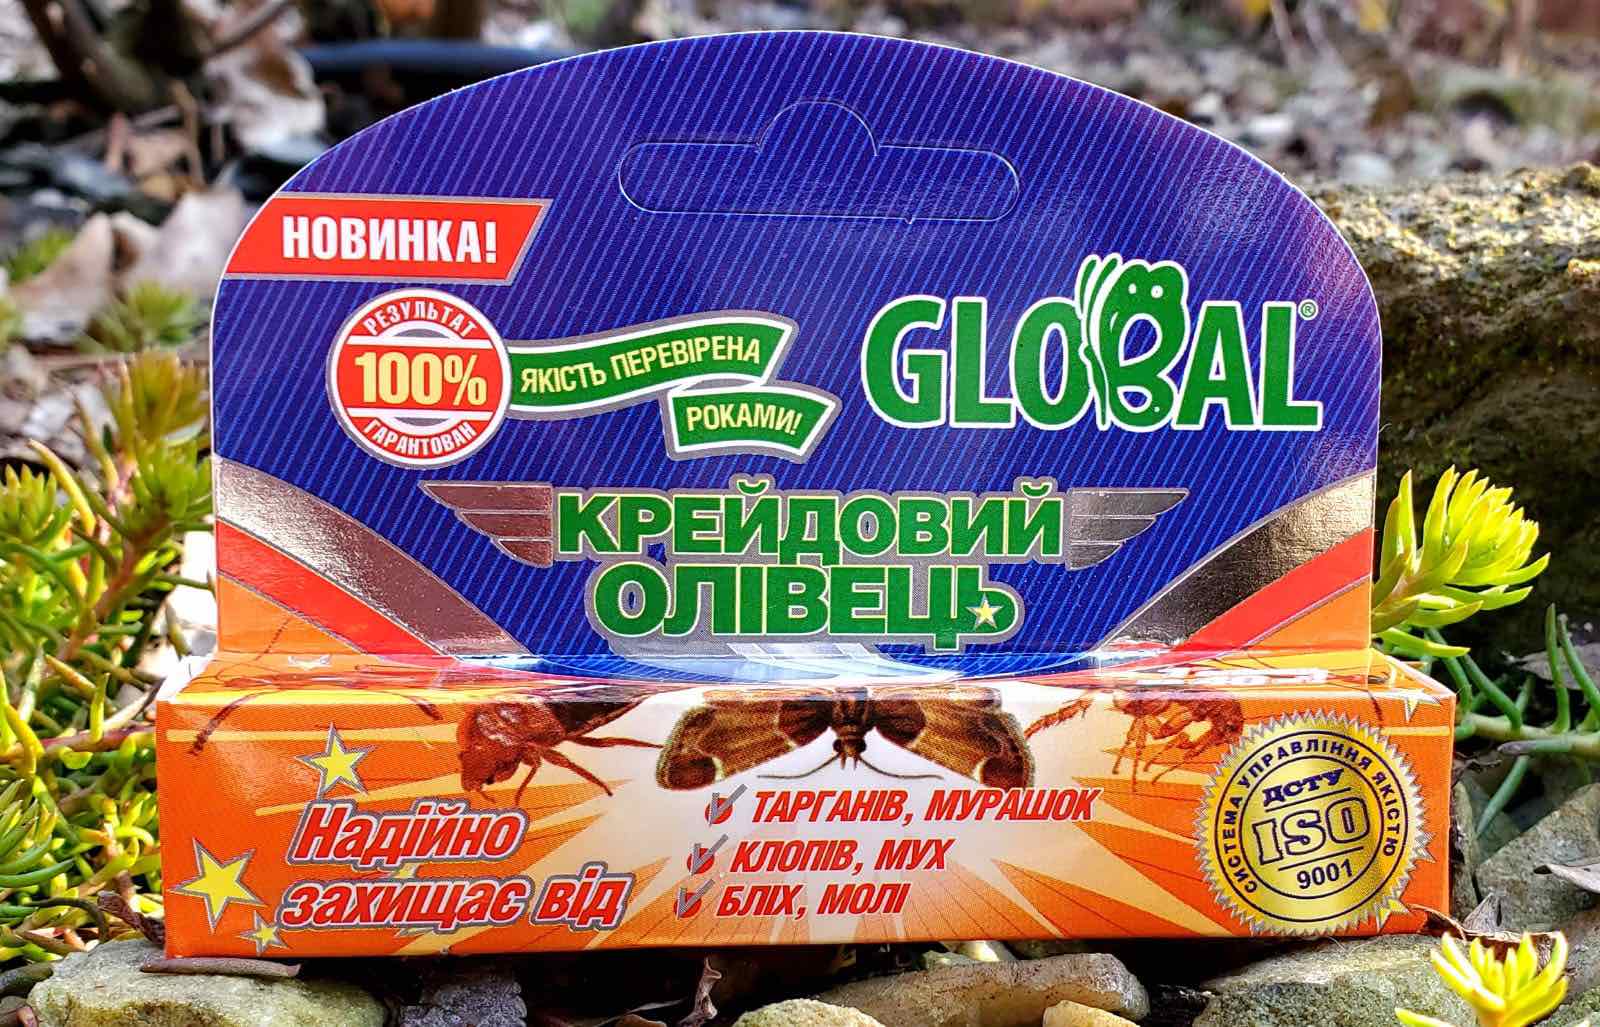 НОВИНКА!
РЕЗУЛЬТАТ
100%
ГАРАНТОВАН
ЯКІСТЬ ПЕРЕВІРЕНА
РОКАМИ!
GLOBAL®
КРЕЙДОВИЙ
ОЛІВЕЦЬ
Надійно
захищає від
ТАРГАНІВ, МУРАШОК
КЛОПІВ, МУХ
БЛІХ, МОЛІ
СИСТЕМА УПРАВЛІННЯ ЯКІСТЮ
ДСТУ
ISO
9001